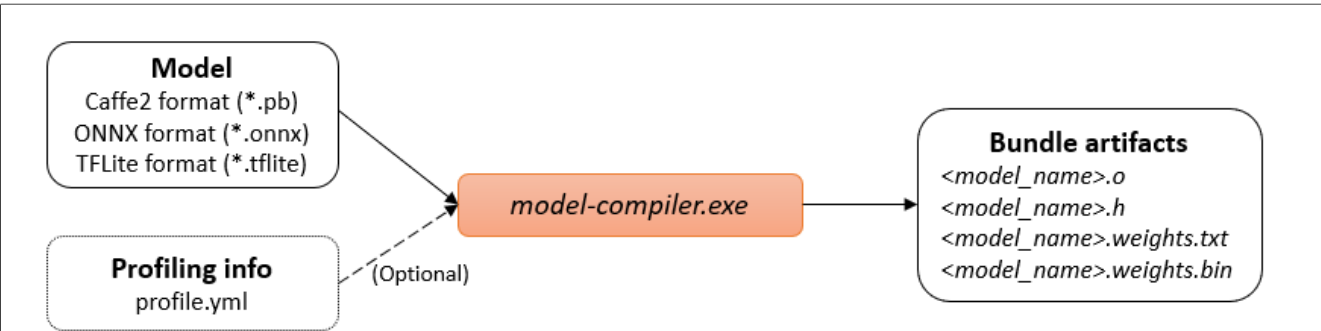 Model
Caffe2 format (*.pb)
ONNX format (*.onnx)
TFLite format (*.tflite)
Profiling info
profile.yml
(Optional)
model-compiler.exe
Bundle artifacts
<model_name>.o
<model_name>.h
<model_name>.weights.txt
<model_name>.weights.bin